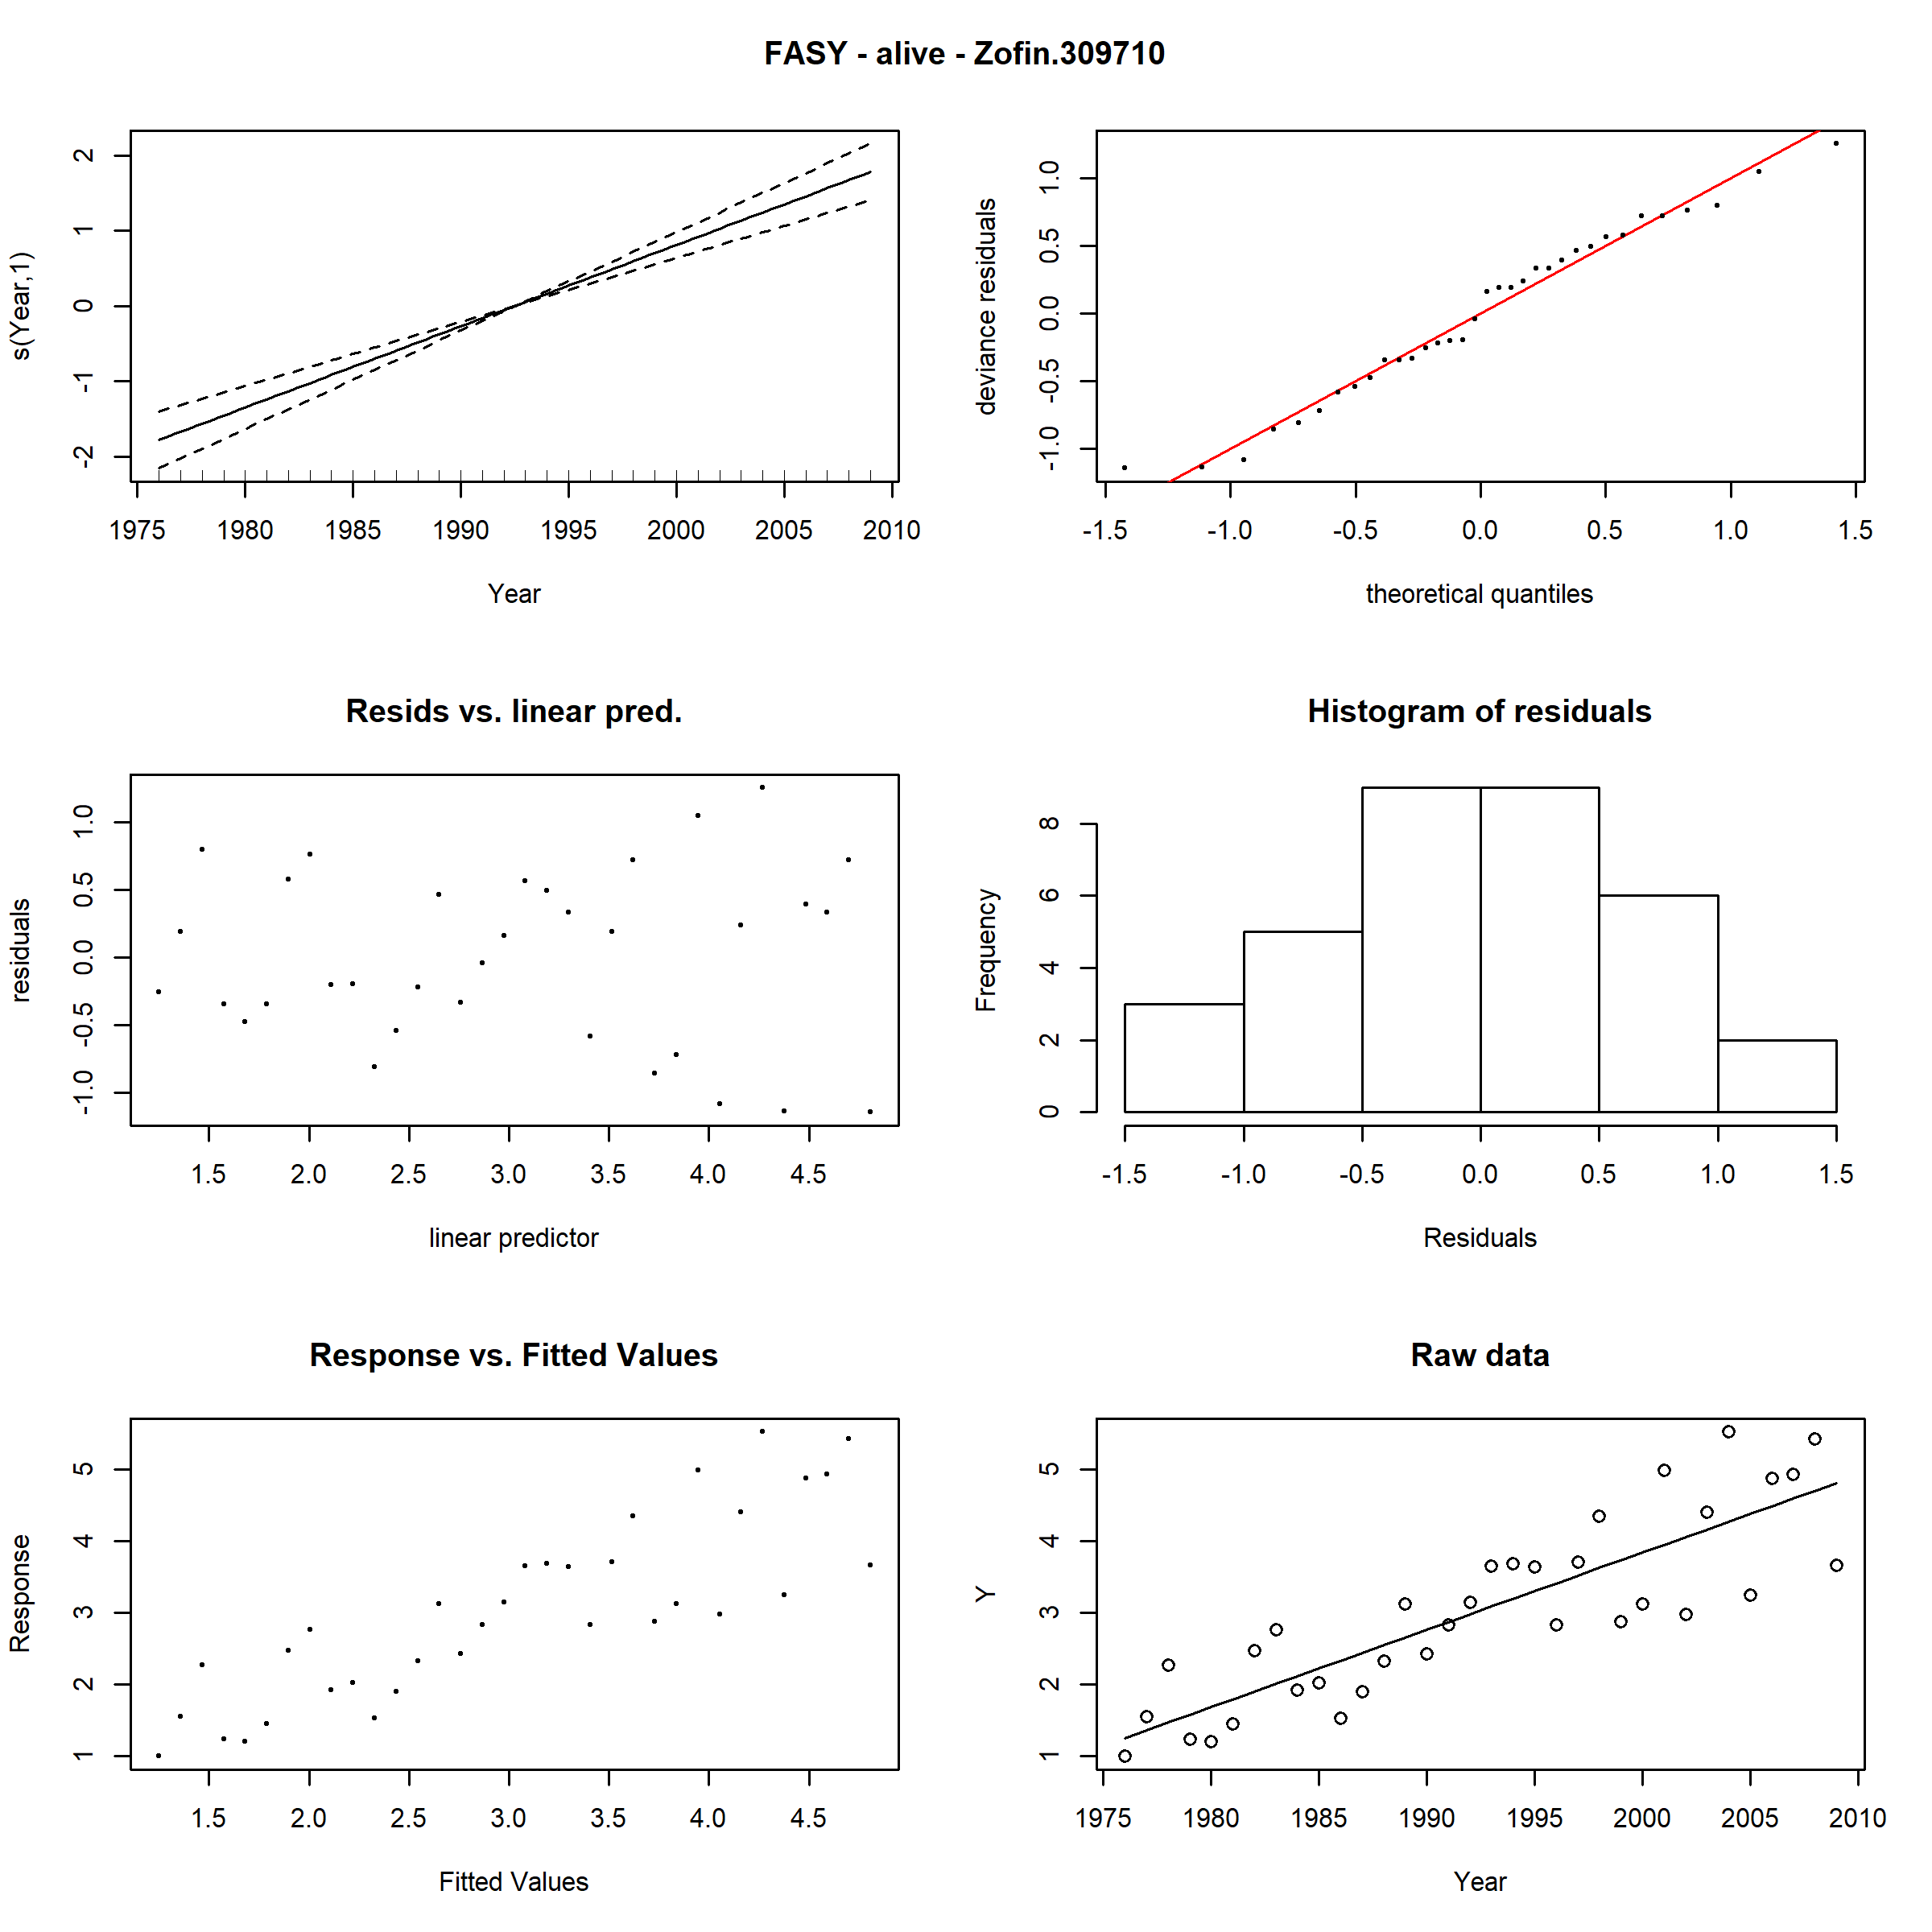 FASY - alive - Zofin.309710
s(Year,1)
2
1
0
-1
-2
1975 1980 1985 1990 1995 2000 2005 2010
Year
deviance residuals
1.0
0.5
0.0
-0.5
-1.0
-1.5 -1.0 -0.5 0.0 0.5 1.0 1.5
theoretical quantiles
Resids vs. linear pred.
residuals
1.0
0.5
0.0
-0.5
-1.0
1.5 2.0 2.5 3.0 3.5 4.0 4.5
linear predictor
Histogram of residuals
Frequency
8
6
4
2
0
-1.5 -1.0 -0.5 0.0 0.5 1.0 1.5
Residuals
Response vs. Fitted Values
Response
5
4
3
2
1
1.5 2.0 2.5 3.0 3.5 4.0 4.5
Fitted Values
Raw data
Y
5
4
3
2
1
1975 1980 1985 1990 1995 2000 2005 2010
Year